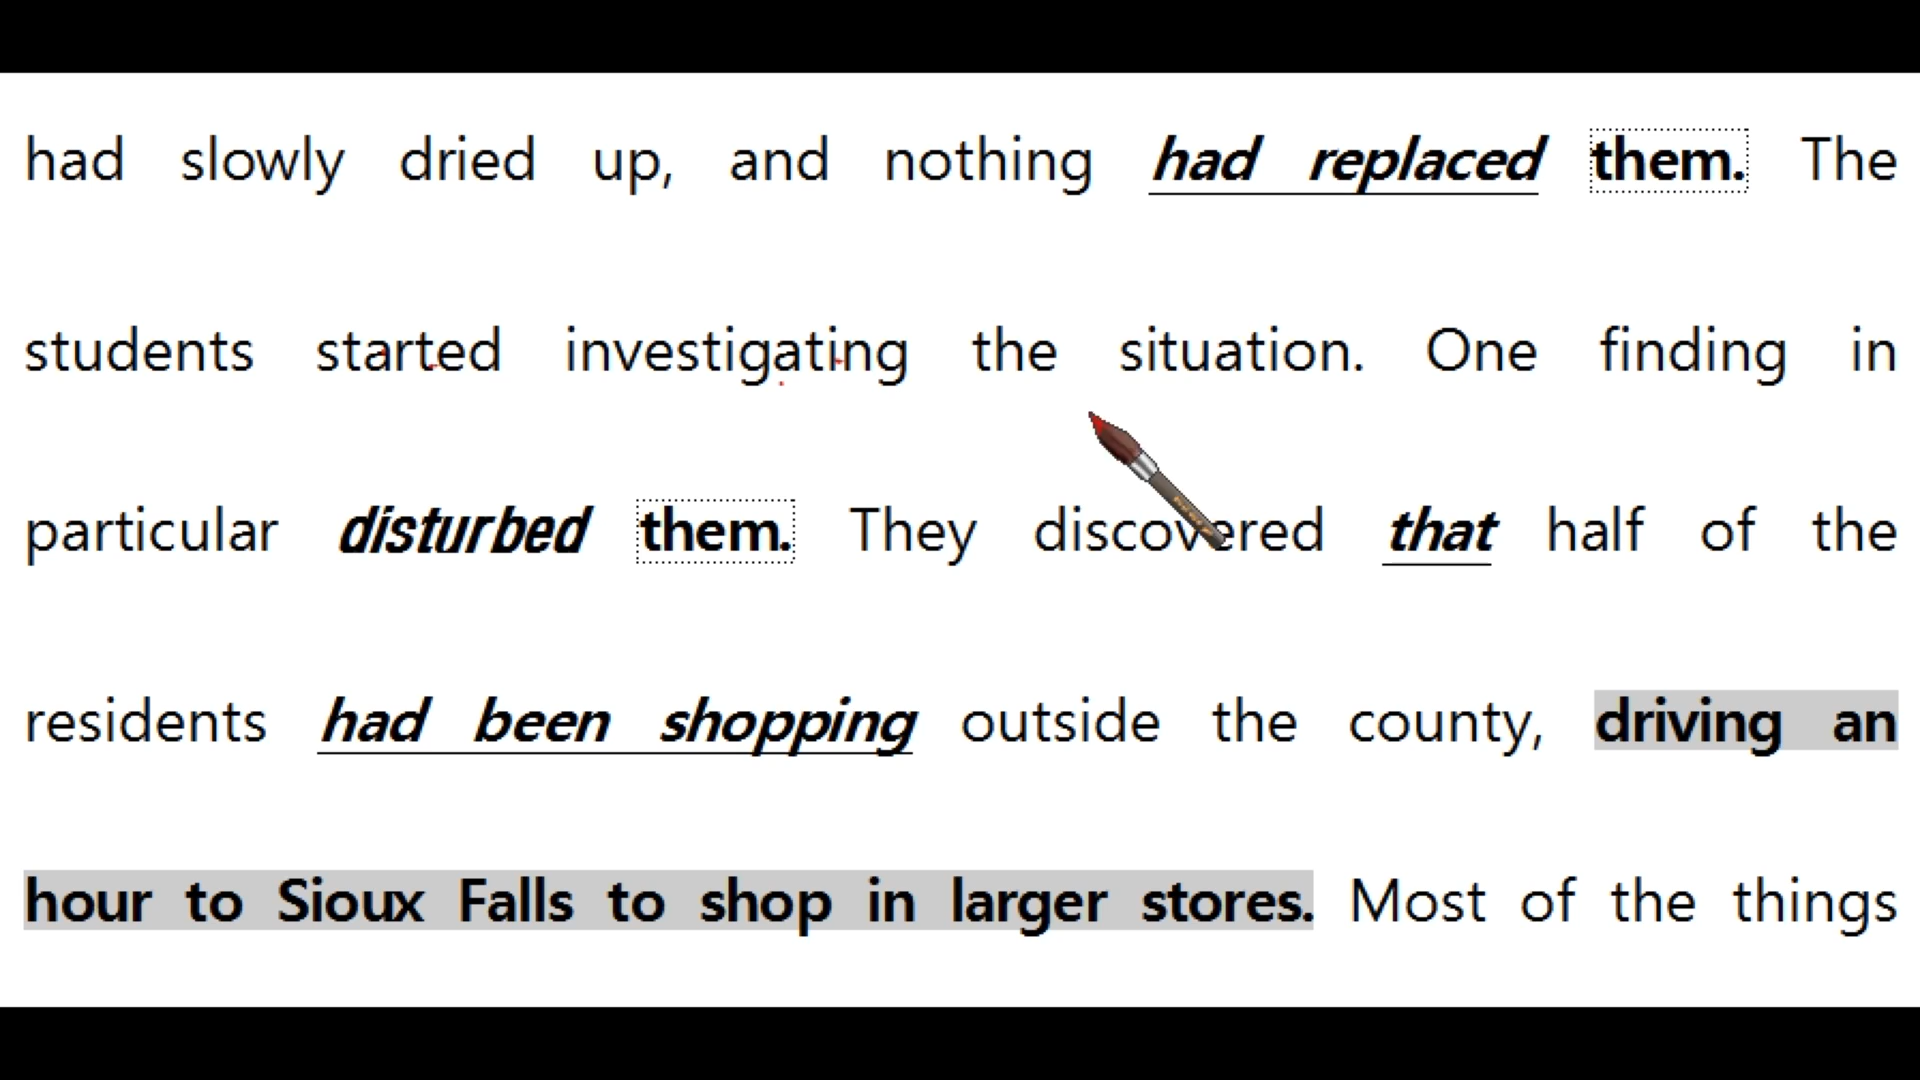 had slowly dried up, and nothing had replaced them. The
students started investigating the situation. One finding in
particular disturbed them. They discovered that half of the
residents had been shopping outside the county, driving an
hour to Sioux Falls to shop in larger stores. Most of the things